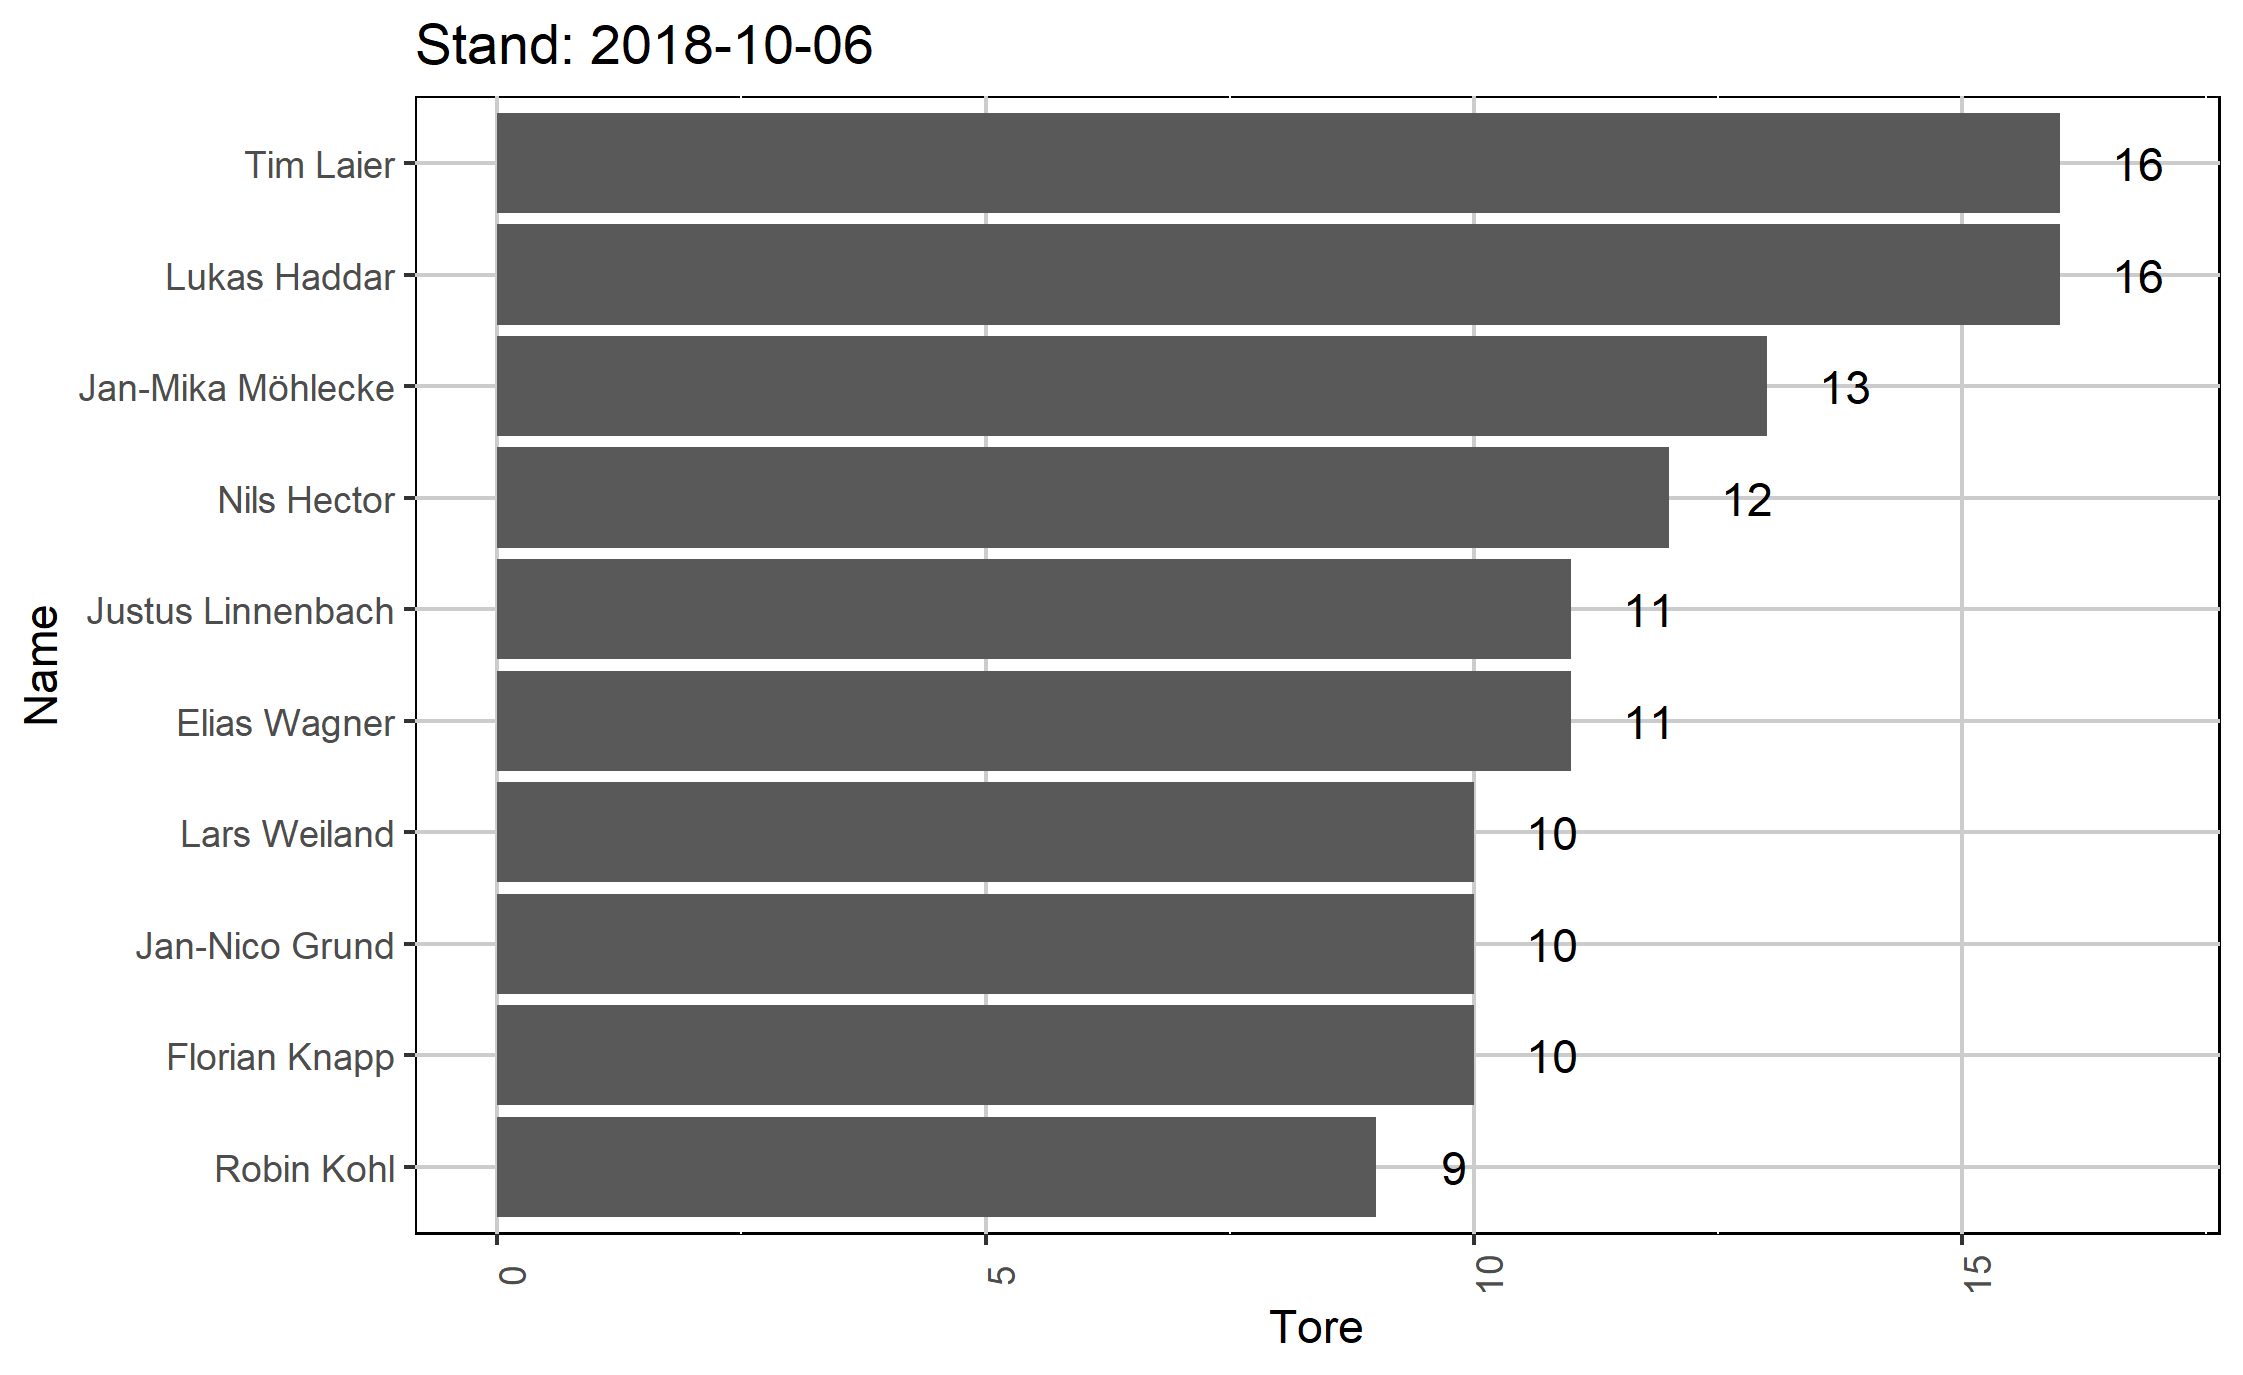 Stand: 2018-10-06
Tim Laier 16
Lukas Haddar 16
Jan-Mika Möhlecke 13
Nils Hector 12
Justus Linnenbach 11
Elias Wagner 11
Lars Weiland 10
Jan-Nico Grund 10
Florian Knapp 10
Robin Kohl 9
Name
0 5 10 15
Tore